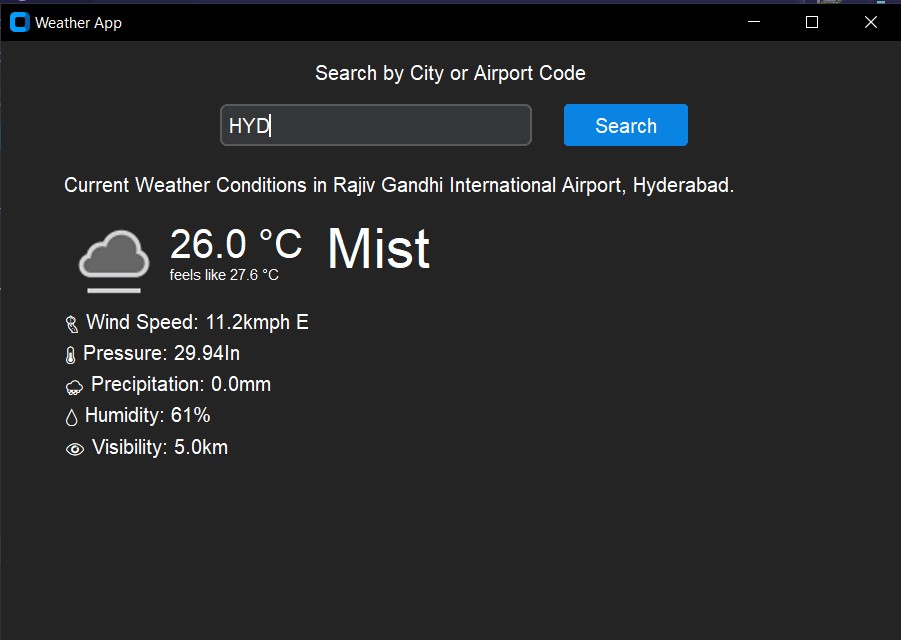 Weather App
Search by City or Airport Code
HYD
Search
Current Weather Conditions in Rajiv Gandhi International Airport, Hyderabad.
26.0 °C Mist
feels like 27.6 °C
Wind Speed: 11.2kmph E
Pressure: 29.94In
Precipitation: 0.0mm
Humidity: 61%
Visibility: 5.0km